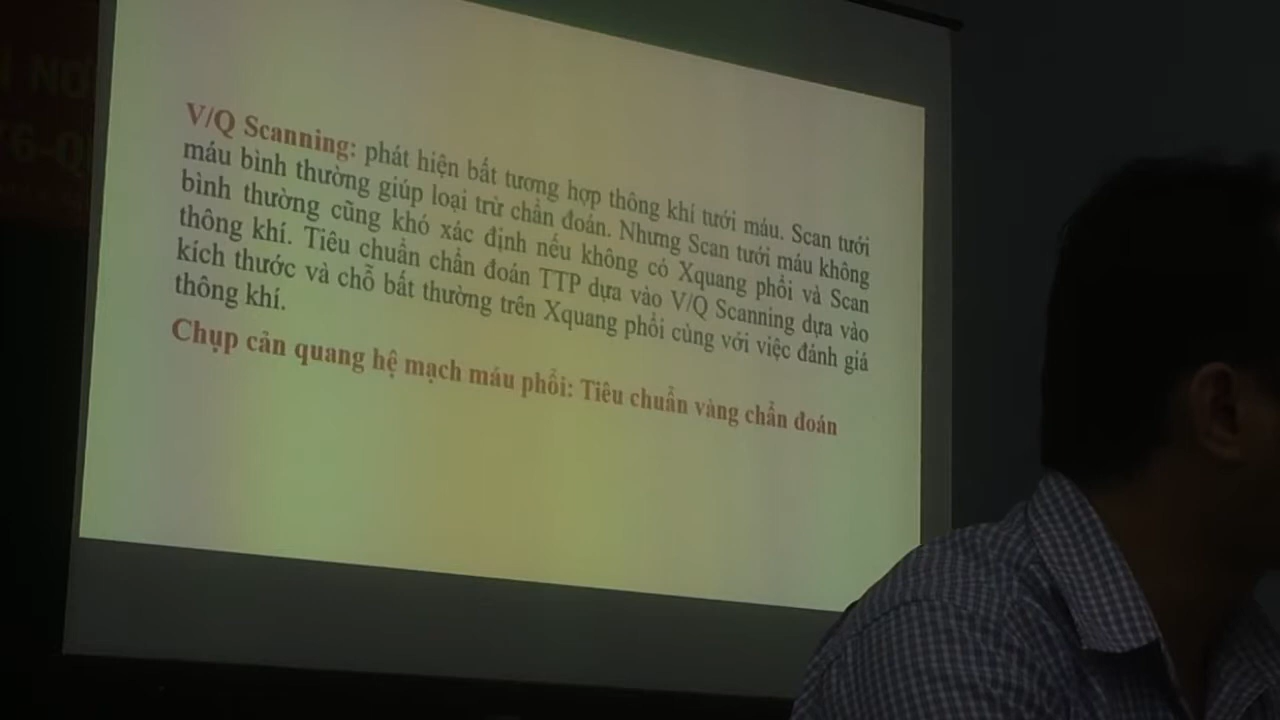 V/Q Scanning: phát hiện bất tương hợp thông khí tưới máu. Scan tưới
máu bình thường giúp loại trừ chẩn đoán. Nhưng Scan tưới máu không
bình thường cũng khó xác định nếu không có Xquang phổi và Scan
thông khí. Tiêu chuẩn chẩn đoán TTP dựa vào V/Q Scanning dựa vào
kích thước và chỗ bất thường trên Xquang phổi cùng với việc đánh giá
thông khí.
Chụp cản quang hệ mạch máu phổi: Tiêu chuẩn vàng chẩn đoán